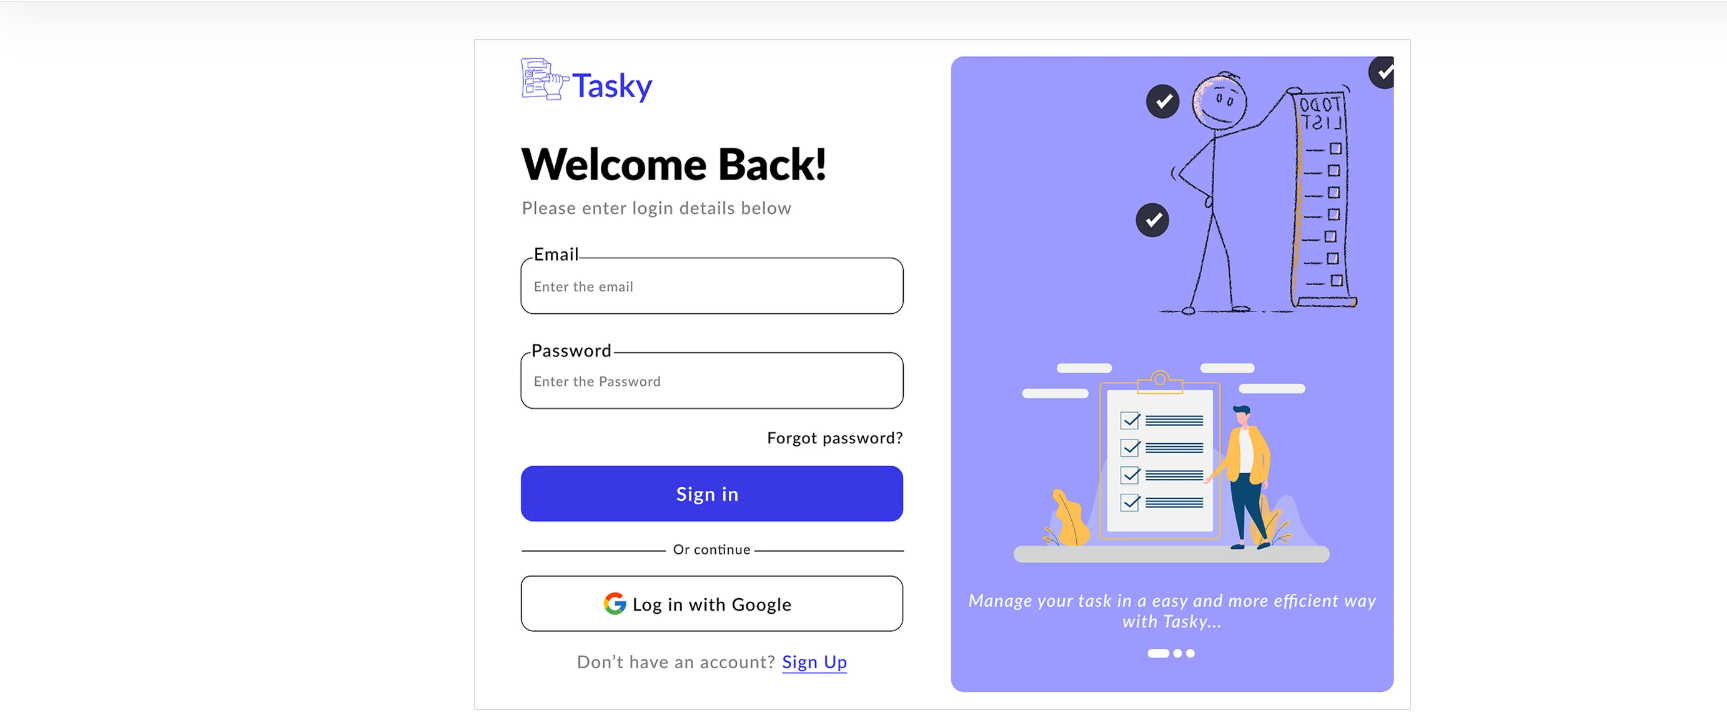 Tasky
Welcome Back!
Please enter login details below
Email
Enter the email
Password
Enter the Password
Forgot password?
Sign in
Or continue
Log in with Google
Don’t have an account? Sign Up
TODO
LIST
Manage your task in a easy and more efficient way
with Tasky...